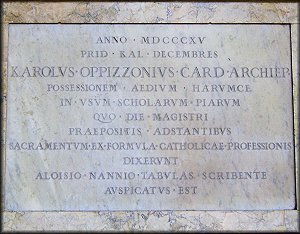 ANNO · MDCCCXV
PRID · KAL · DECEMBRES
KAROLVS · OPPIZZONIVS · CARD · ARCHIEP
POSSESSIONEM · AEDIVM · HARVMCE
IN · VSVM · SCHOLARVM · PIARVM
QVO · DIE · MAGISTRI
PRAEPOSITIS · ADSTANTIBVS
SACRAMENTVM · EX · FORMVLA · CATHOLICAE · PROFESSIONIS
DIXERVNT
ALOISIO · NANNIO · TABVLAS · SCRIBENTE
AVSPICATVS · EST